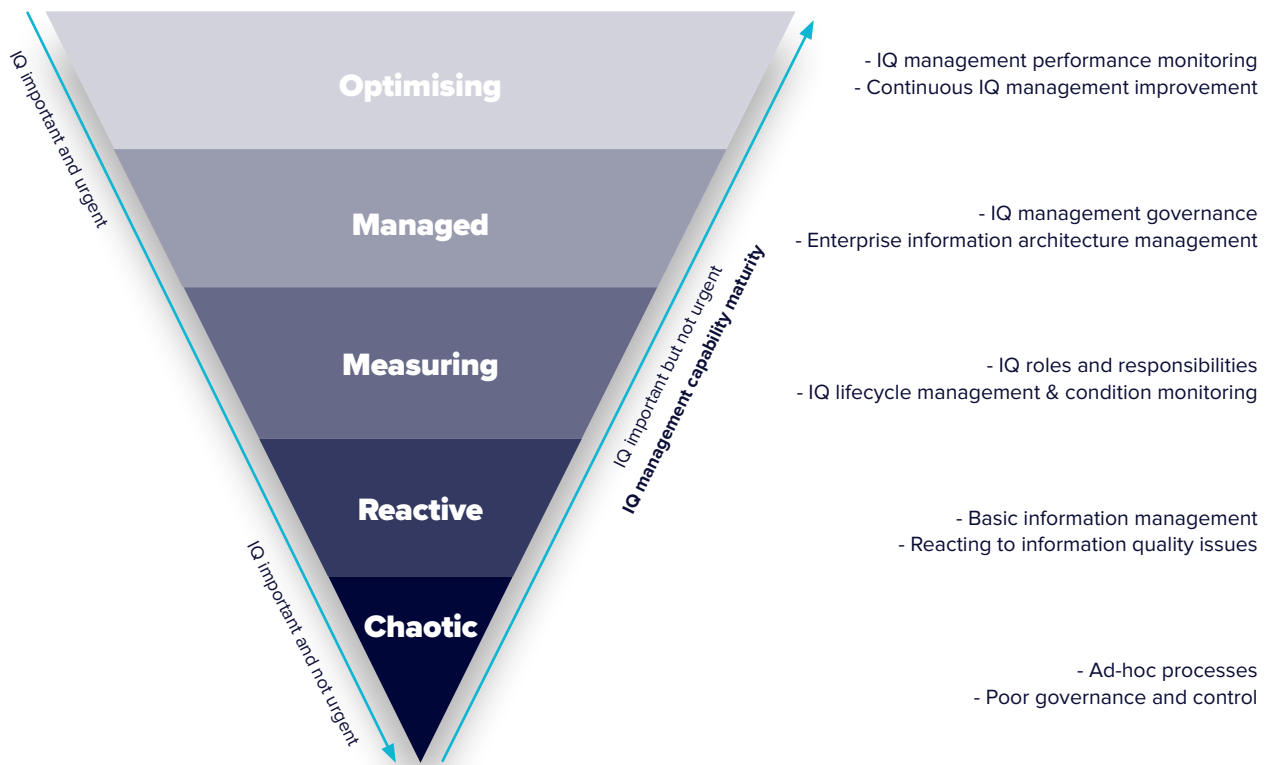 Optimising
- IQ management performance monitoring
- Continuous IQ management improvement
IQ important and urgent
Managed
- IQ management governance
- Enterprise information architecture management
IQ important but not urgent
IQ management capability maturity
Measuring
- IQ roles and responsibilities
- IQ lifecycle management & condition monitoring
Reactive
- Basic information management
- Reacting to information quality issues
IQ important and not urgent
Chaotic
- Ad-hoc processes
- Poor governance and control